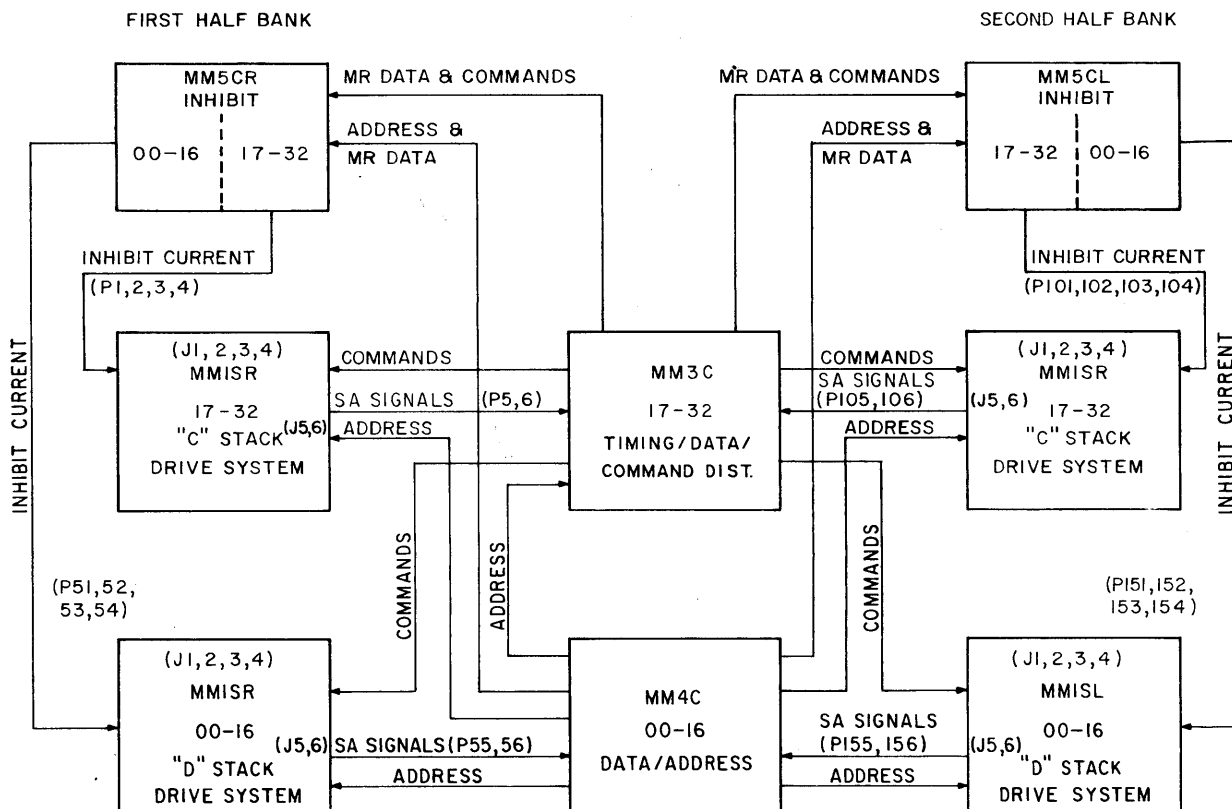 FIRST HALF BANK
SECOND HALF BANK
MM5CR
INHIBIT
00-16
17-32
MR DATA & COMMANDS
ADDRESS &
MR DATA
MR DATA & COMMANDS
ADDRESS &
MR DATA
MM5CL
INHIBIT
17-32
00-16
INHIBIT CURRENT
(P1,2,3,4)
INHIBIT CURRENT
(P101,102,103,104)
INHIBIT CURRENT
(J1,2,3,4)
MM1SR
17-32
"C" STACK (J5,6)
DRIVE SYSTEM
COMMANDS
SA SIGNALS (P5,6)
ADDRESS
MM3C
17-32
TIMING/DATA/
COMMAND DIST.
COMMANDS
SA SIGNALS
(P105,106)
ADDRESS
(J1,2,3,4)
MM1SR
(J5,6) 17-32
"C" STACK
DRIVE SYSTEM
INHIBIT CURRENT
COMMANDS
ADDRESS
COMMANDS
(P51,52,
53,54)
(P151,152,
153,154)
(J1,2,3,4)
MM1SR
00-16
"D" STACK
DRIVE SYSTEM
(J5,6) SA SIGNALS (P55,56)
ADDRESS
MM4C
00-16
DATA/ADDRESS
SA SIGNALS
(P155,156)
ADDRESS
(J1,2,3,4)
MM1SL
00-16
(J5,6) "D" STACK
DRIVE SYSTEM